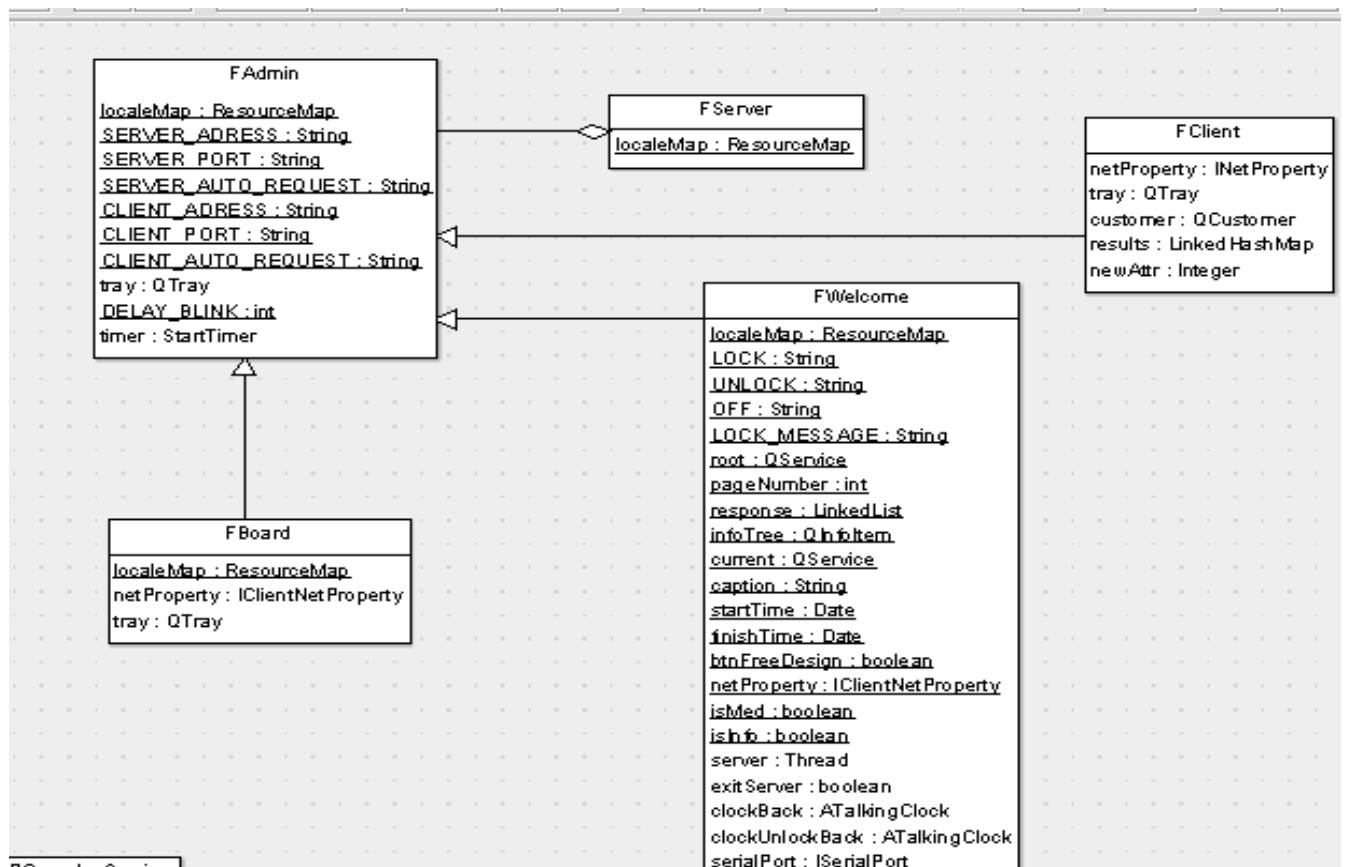 FAdmin
localeMap : ResourceMap
SERVER_ADRESS : String
SERVER_PORT : String
SERVER_AUTO_REQUEST : String
CLIENT_ADRESS : String
CLIENT_PORT : String
CLIENT_AUTO_REQUEST : String
tray : QTray
DELAY_BLINK : int
timer : StartTimer
FServer
localeMap : ResourceMap
FClient
netProperty : INetProperty
tray : QTray
customer : QCustomer
results : LinkedHashMap
newAttr : Integer
FWelcome
localeMap : ResourceMap
LOCK : String
UNLOCK : String
OFF : String
LOCK_MESSAGE : String
root : QService
pageNumber : int
response : LinkedList
infoTree : QInfoItem
current : QService
caption : String
startTime : Date
finishTime : Date
btnFreeDesign : boolean
netProperty : IClientNetProperty
isMed : boolean
isInfo : boolean
server : Thread
exitServer : boolean
clockBack : ATalkingClock
clockUnlockBack : ATalkingClock
serialPort : ISerialPort
FBoard
localeMap : ResourceMap
netProperty : IClientNetProperty
tray : QTray